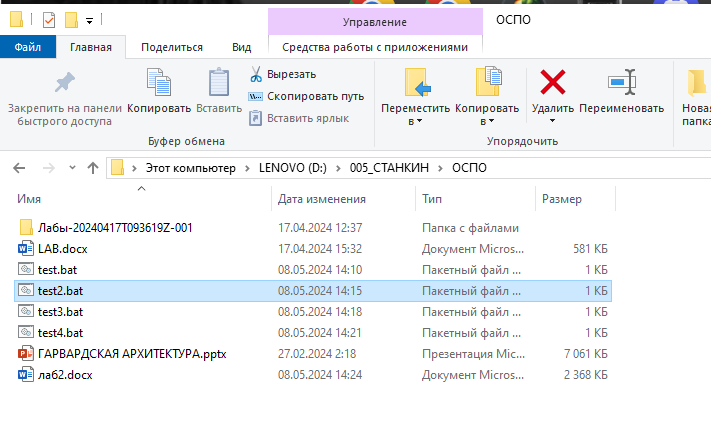 Управление
ОСПО
Файл
Главная
Поделиться
Вид
Средства работы с приложениями
Закрепить на панели
быстрого доступа
Копировать
Вставить
Вырезать
Скопировать путь
Вставить ярлык
Переместить
в
Копировать
в
Удалить
Переименовать
Новая
папка
Буфер обмена
Упорядочить
Этот компьютер
LENOVO (D:)
005_СТАНКИН
ОСПО
Имя
Дата изменения
Тип
Размер
Лабы-20240417T093619Z-001 17.04.2024 12:37 Папка с файлами
LAB.docx 17.04.2024 15:32 Документ Micros... 581 КБ
test.bat 08.05.2024 14:10 Пакетный файл ... 1 КБ
test2.bat 08.05.2024 14:15 Пакетный файл ... 1 КБ
test3.bat 08.05.2024 14:18 Пакетный файл ... 1 КБ
test4.bat 08.05.2024 14:21 Пакетный файл ... 1 КБ
ГАРВАРДСКАЯ АРХИТЕКТУРА.pptx 27.02.2024 2:18 Презентация Mic... 7 061 КБ
лаб2.docx 08.05.2024 14:24 Документ Micros... 2 368 КБ